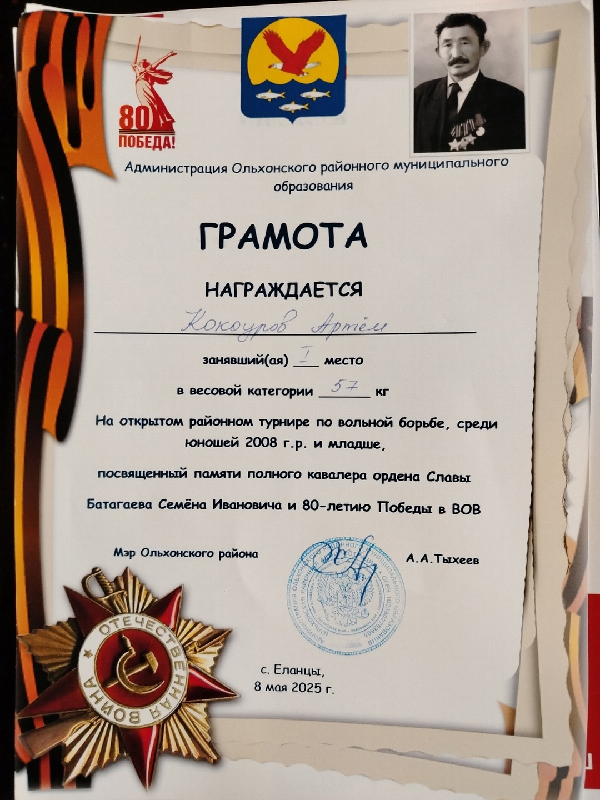 80
ПОБЕДА!
Администрация Ольхонского районного муниципального
образования
ГРАМОТА
НАГРАЖДАЕТСЯ
Кокоуров Артём
занявший(ая) I место
в весовой категории 57 кг
На открытом районном турнире по вольной борьбе, среди
юношей 2008 г.р. и младше,
посвященный памяти полного кавалера ордена Славы
Батагаева Семёна Ивановича и 80-летию Победы в ВОВ
Мэр Ольхонского района А.А.Тыхеев
ОТЕЧЕСТВЕННАЯ ВОЙНА
с. Еланцы,
8 мая 2025 г.